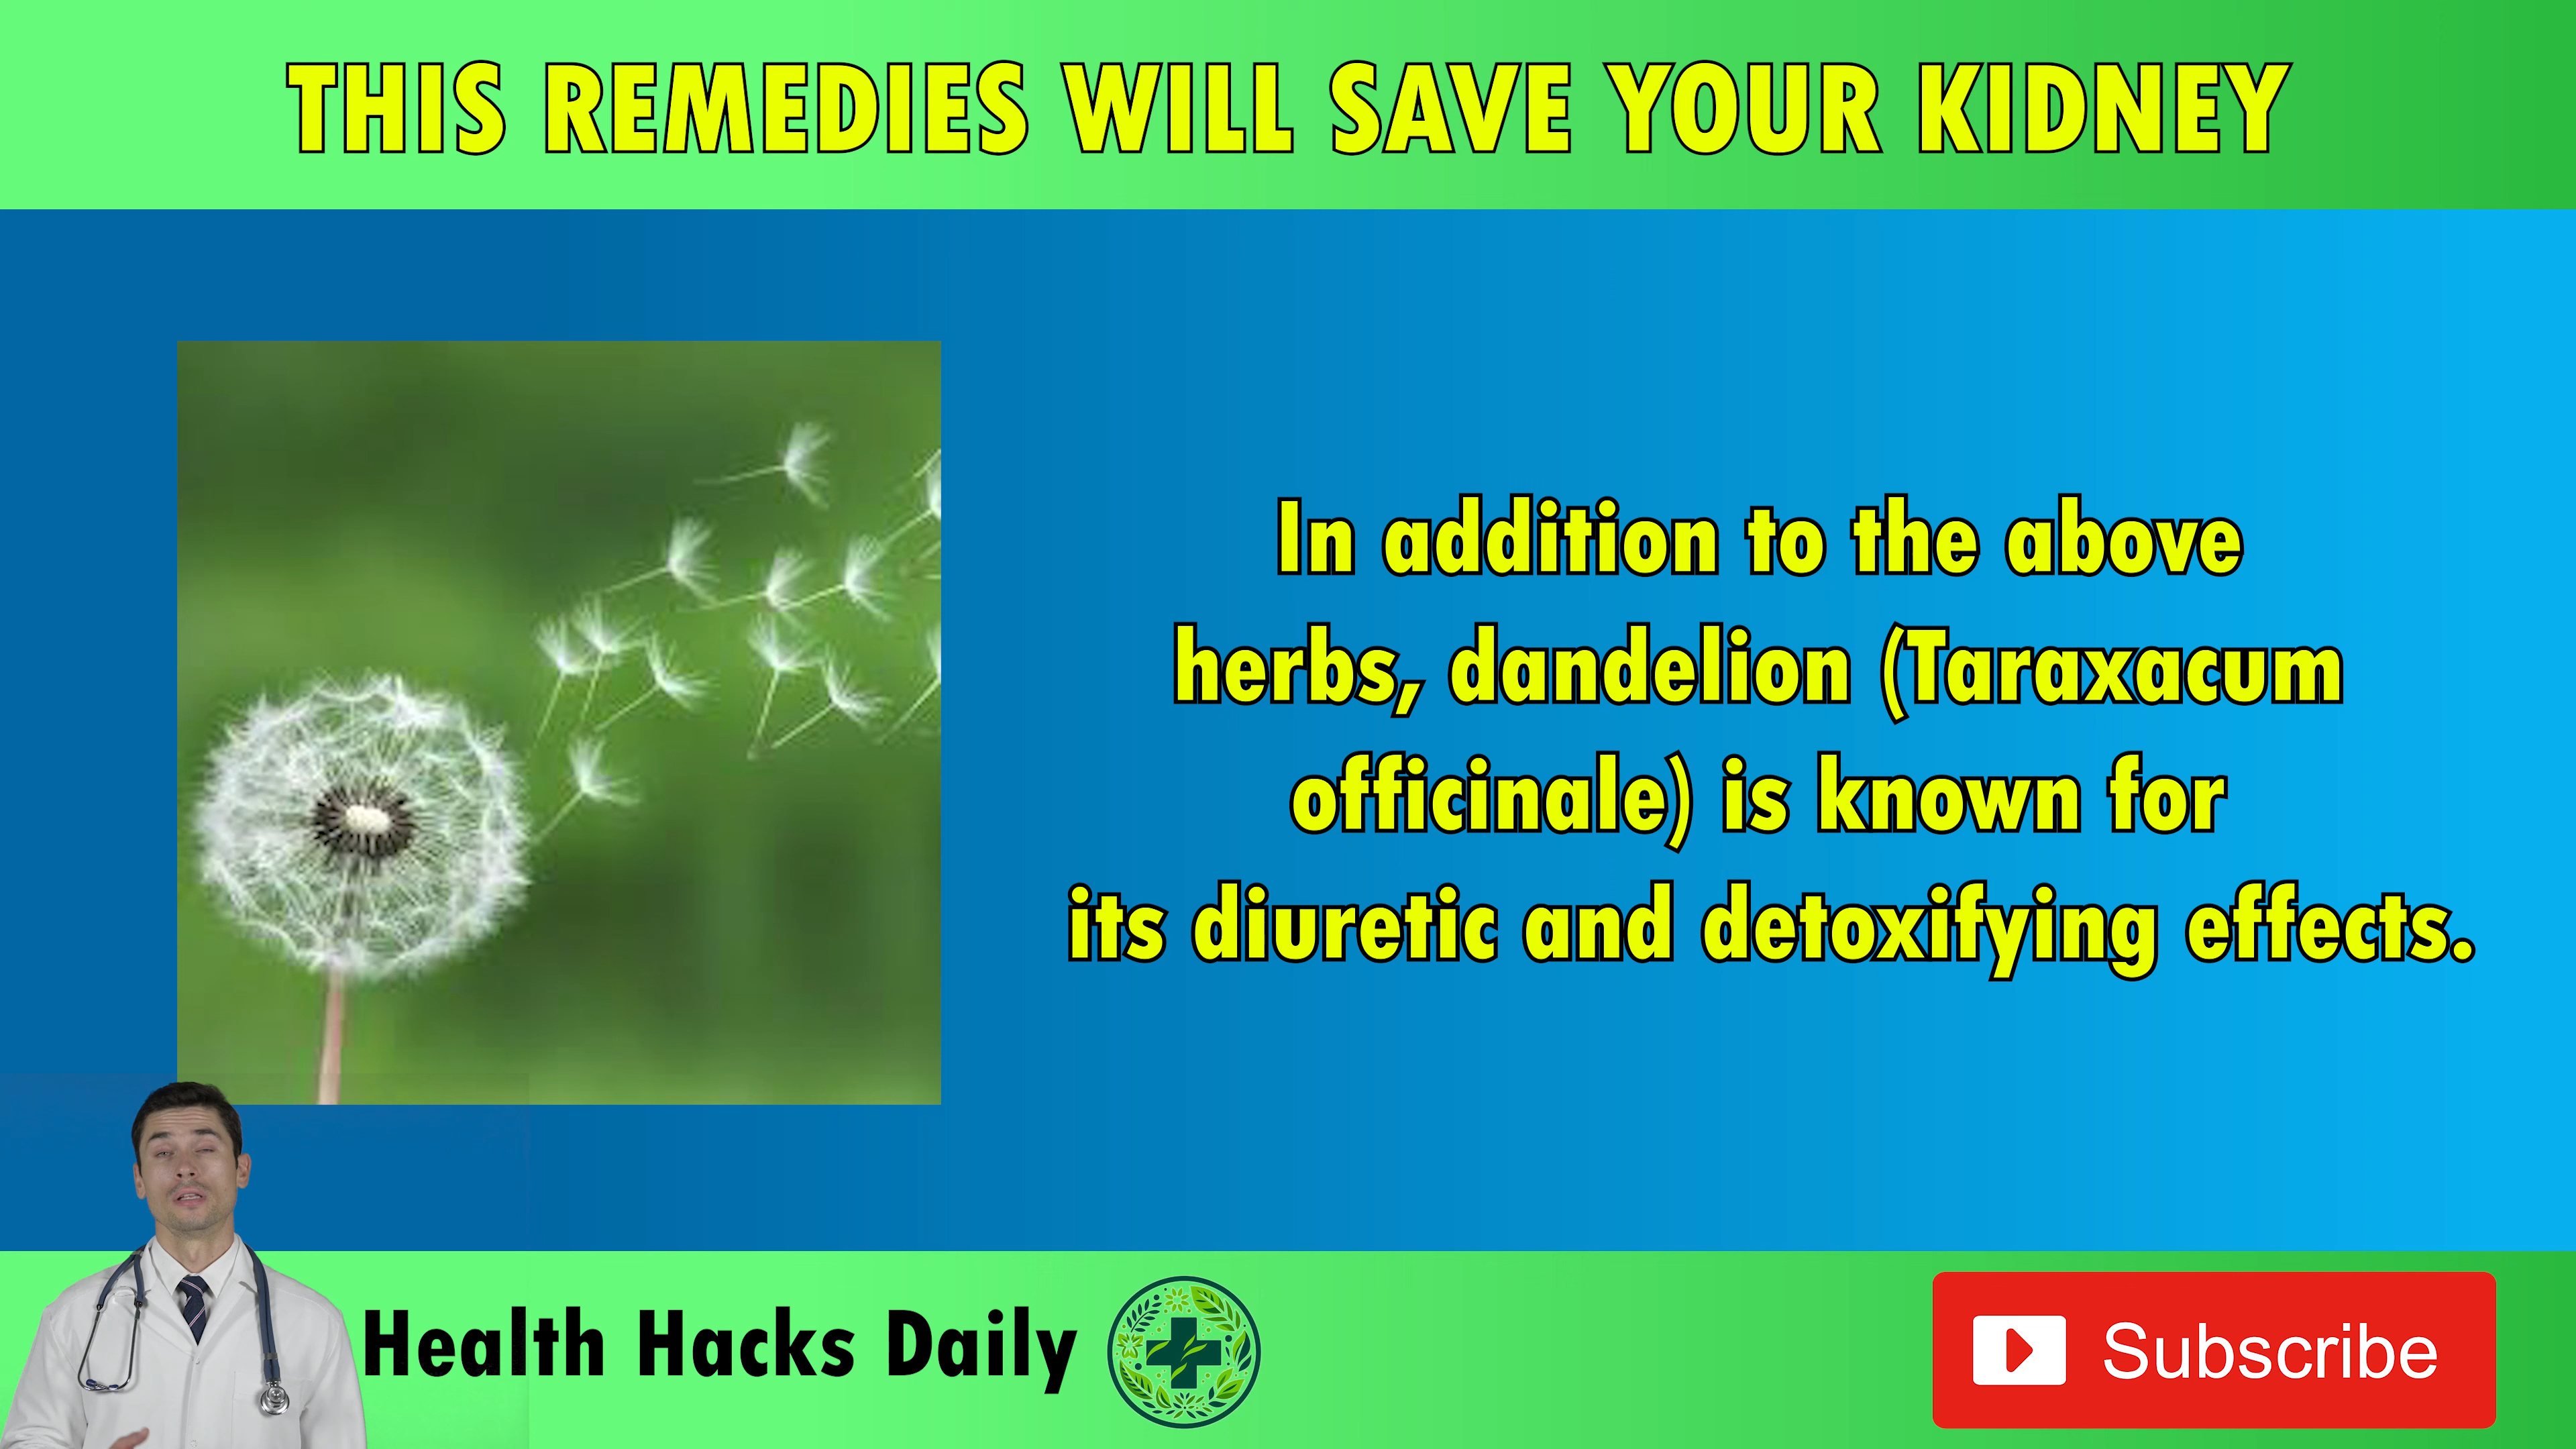 THIS REMEDIES WILL SAVE YOUR KIDNEY
In addition to the above
herbs, dandelion (Taraxacum
officinale) is known for
its diuretic and detoxifying effects.
Health Hacks Daily
Subscribe